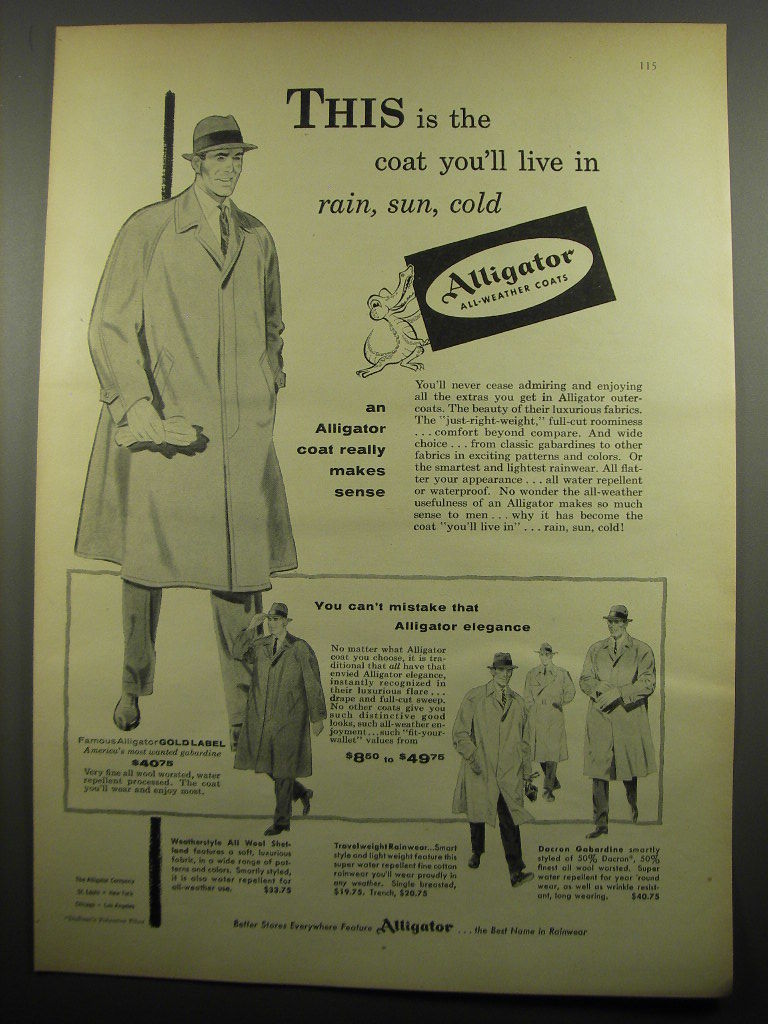 115
THIS is the
coat you'll live in
rain, sun, cold
Alligator
ALL-WEATHER COATS
an
Alligator
coat really
makes
sense
You'll never cease admiring and enjoying
all the extras you get in Alligator outer-
coats. The beauty of their luxurious fabrics.
The "just-right-weight," full-cut roominess
... comfort beyond compare. And wide
choice ... from classic gabardines to other
fabrics in exciting patterns and colors. Or
the smartest and lightest rainwear. All flat-
ter your appearance ... all water repellent
or waterproof. No wonder the all-weather
usefulness of an Alligator makes so much
sense to men ... why it has become the
coat "you'll live in" ... rain, sun, cold!
You can't mistake that
Alligator elegance
No matter what Alligator
coat you choose, it is tra-
ditional that all have that
envied Alligator elegance,
instantly recognized in
their luxurious flare ...
drape and full-cut sweep.
No other coats give you
such distinctive good
looks, such all-weather en-
joyment ... such "fit-your-
wallet" values from
$8.50 to $49.75
Famous Alligator GOLD LABEL
America's most wanted gabardine
$40.75
Very fine all wool worsted, water
repellent processed. The coat
you'll wear and enjoy most.
Weatherstyle All Wool Shet-
land features a soft, luxurious
fabric, in a wide range of pat-
terns and colors. Smartly styled,
it is also water repellent for
all-weather use. $33.75
Travelweight Rainwear...Smart
style and light weight feature this
super water repellent fine cotton
rainwear you'll wear proudly in
any weather. Single breasted,
$19.75. Trench, $20.75
Dacron Gabardine smartly
styled of 50% Dacron*, 50%
finest all wool worsted. Super
water repellent for year 'round
wear, as well as wrinkle resist-
ant, long wearing. $40.75
The Alligator Company
St. Louis • New York
Chicago • Los Angeles
*DuPont's Polyester Fiber
Better Stores Everywhere Feature Alligator ... the Best Name in Rainwear